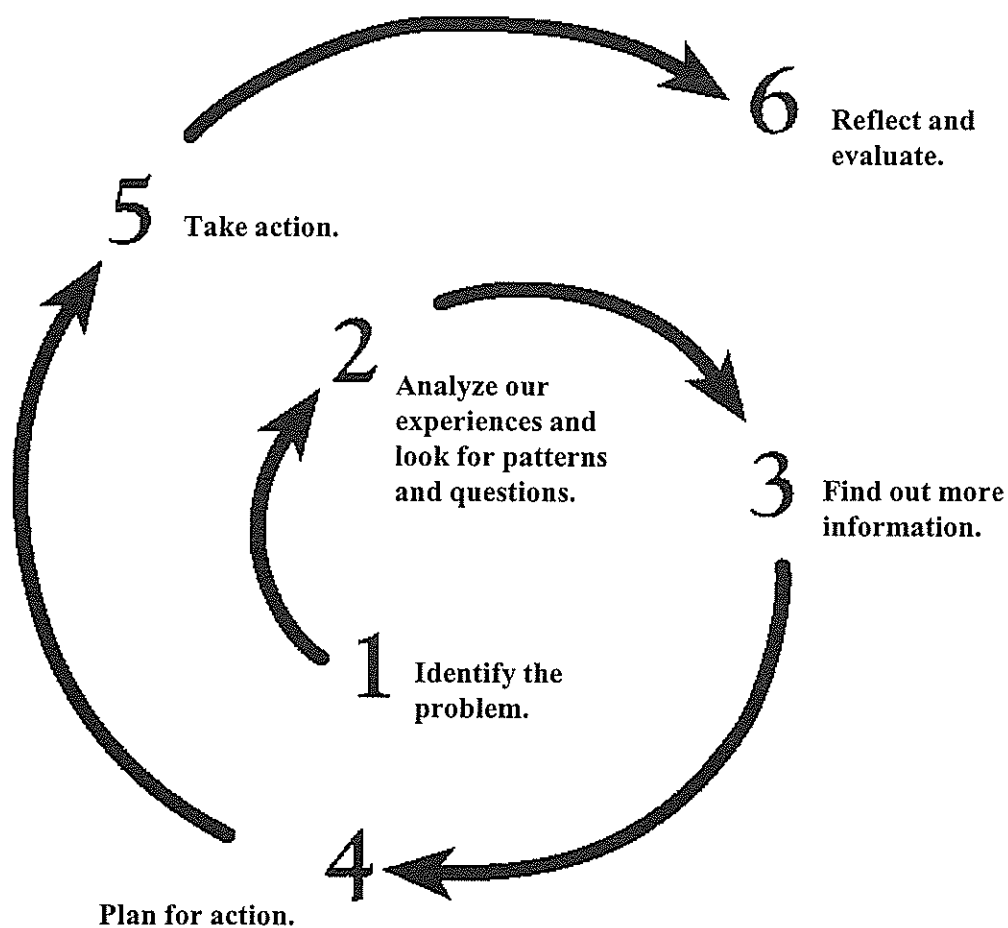 6
Reflect and
evaluate.
5
Take action.
2
Analyze our
experiences and
look for patterns
and questions.
3
Find out more
information.
1
Identify the
problem.
4
Plan for action.